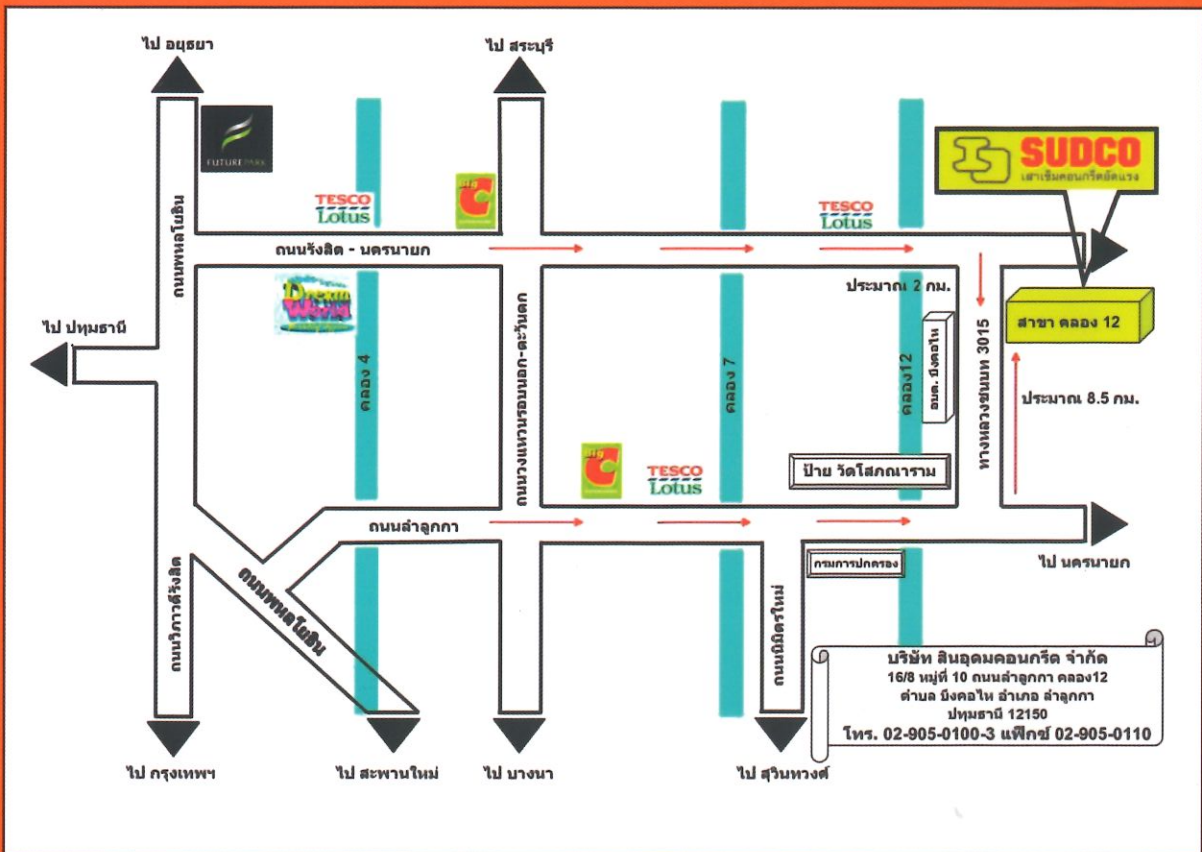 ไป อยุธยา
ไป สระบุรี
FUTURE PARK
SUDCO
เสาเข็มคอนกรีตอัดแรง
TESCO
Lotus
Big
C
TESCO
Lotus
ถนนพหลโยธิน
ถนนรังสิต - นครนายก
Dream
World
ประมาณ 2 กม.
สาขา คลอง 12
ไป ปทุมธานี
คลอง 4
ถนนวงแหวนรอบนอก-ตะวันตก
คลอง 7
คลอง12
อบต. บึงคอไห
ทางหลวงชนบท 3015
ประมาณ 8.5 กม.
Big
C
TESCO
Lotus
ป้าย วัดโสภณาราม
ถนนลำลูกกา
กรมการปกครอง
ไป นครนายก
ถนนวิภาวดีรังสิต
ถนนพหลโยธิน
ถนนนิมิตรใหม่
บริษัท สินอุดมคอนกรีต จำกัด
16/8 หมู่ที่ 10 ถนนลำลูกกา คลอง12
ตำบล บึงคอไห อำเภอ ลำลูกกา
ปทุมธานี 12150
โทร. 02-905-0100-3 แฟ็กซ์ 02-905-0110
ไป กรุงเทพฯ
ไป สะพานใหม่
ไป บางนา
ไป สุวินทวงศ์